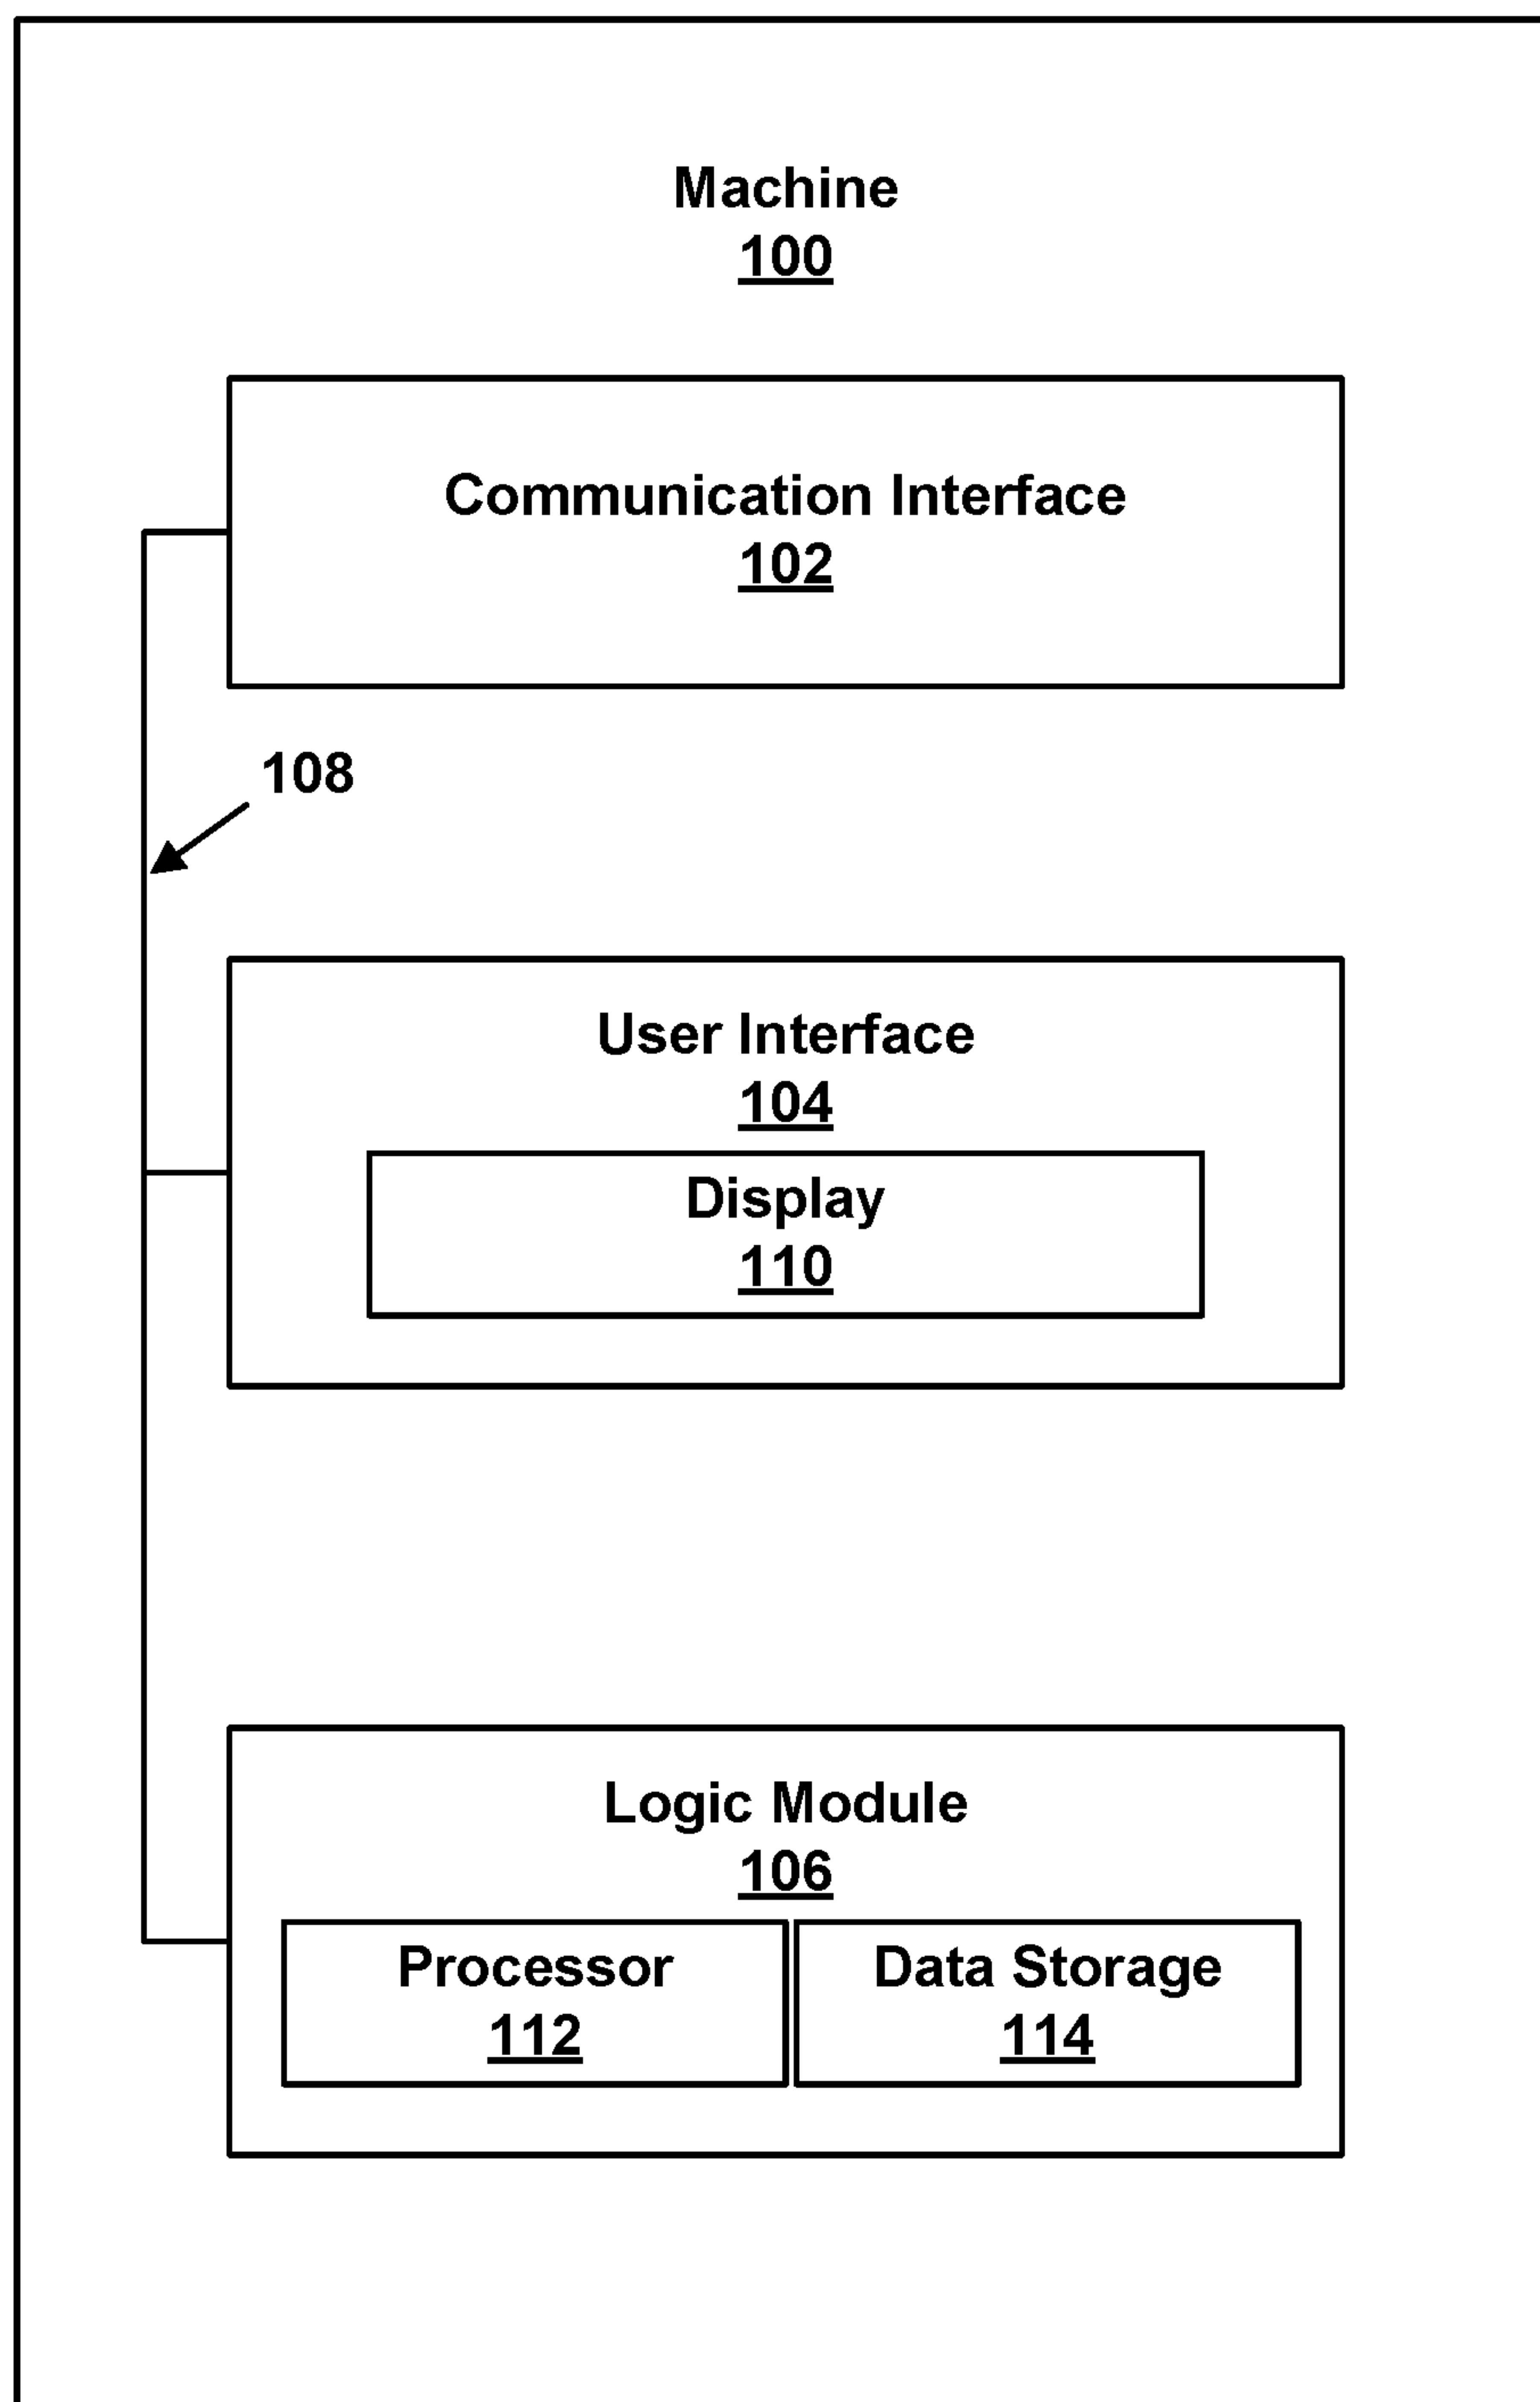 Machine
100
Communication Interface
102
108
User Interface
104
Display
110
Logic Module
106
Processor
112
Data Storage
114